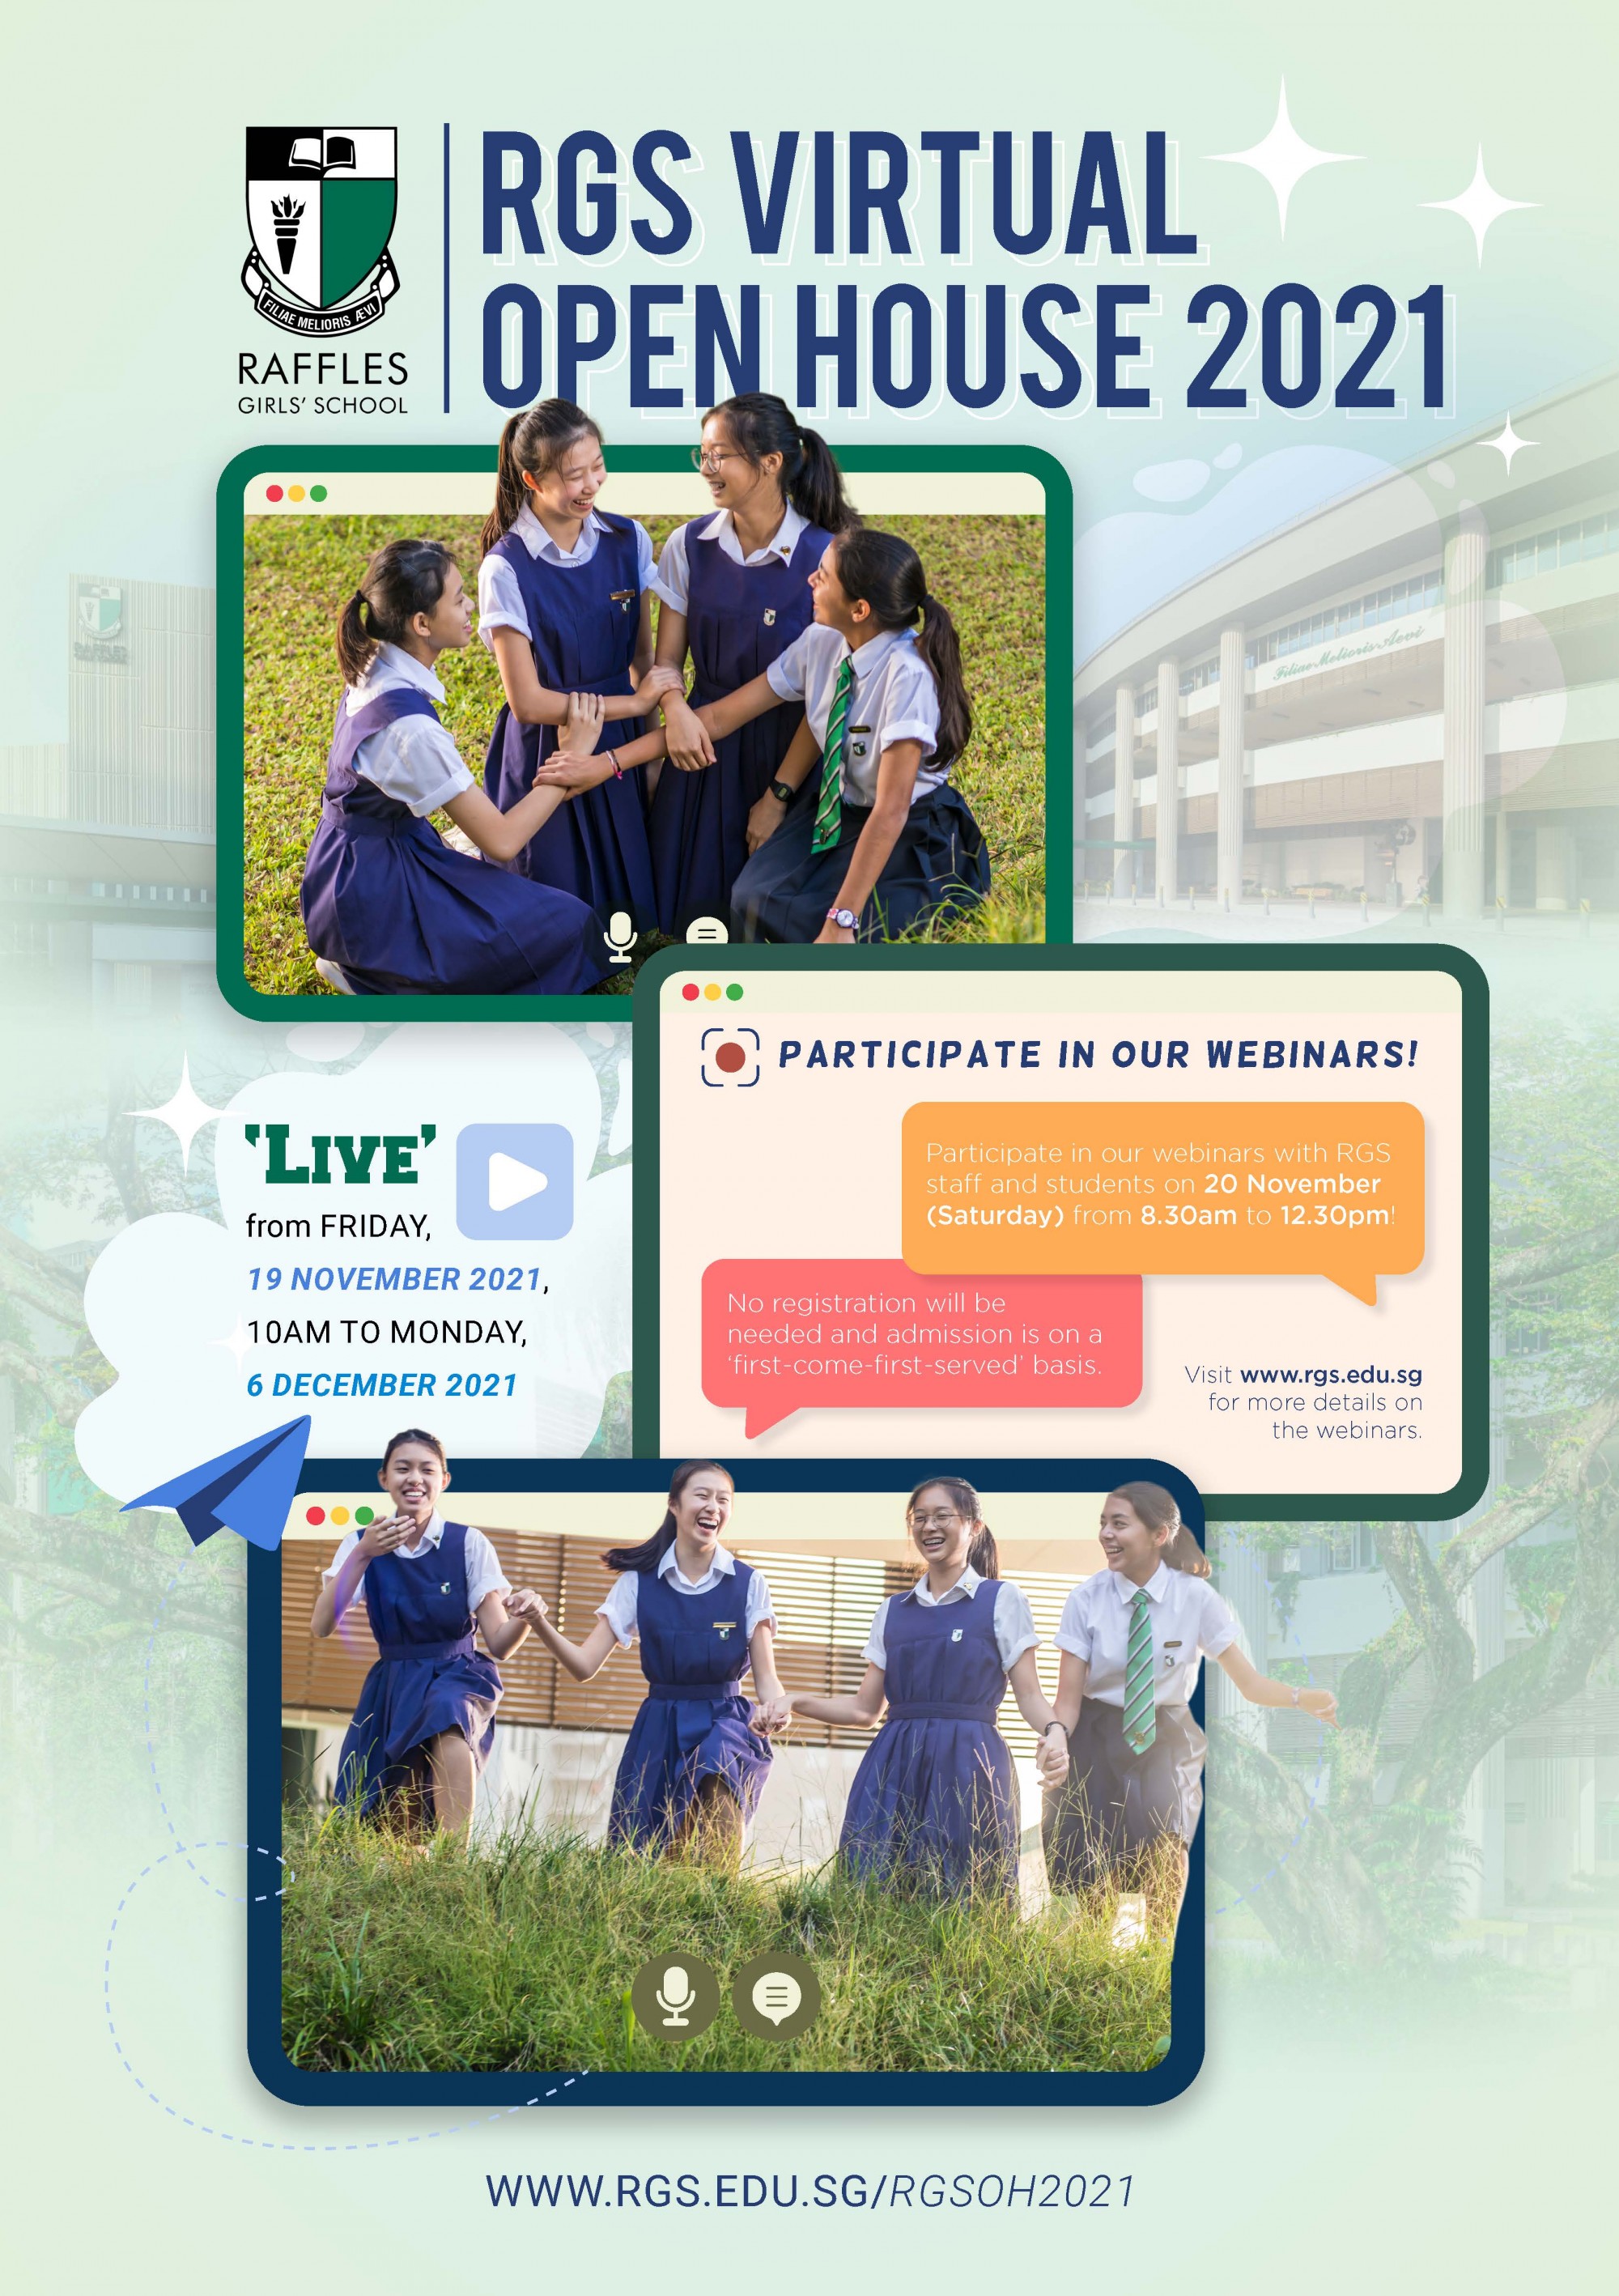 FILIAE MELIORIS ÆVI
RAFFLES
GIRLS' SCHOOL
RGS VIRTUAL
OPEN HOUSE 2021
Filiae Melioris Aevi
'LIVE'
from FRIDAY,
19 NOVEMBER 2021,
10AM TO MONDAY,
6 DECEMBER 2021
PARTICIPATE IN OUR WEBINARS!
Participate in our webinars with RGS
staff and students on 20 November
(Saturday) from 8.30am to 12.30pm!
No registration will be
needed and admission is on a
'first-come-first-served' basis.
Visit www.rgs.edu.sg
for more details on
the webinars.
WWW.RGS.EDU.SG/RGSOH2021